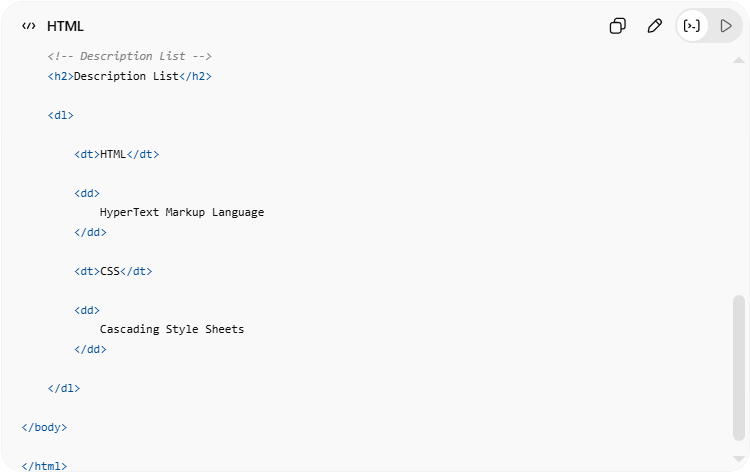 HTML
<!-- Description List -->
<h2>Description List</h2>
<dl>
<dt>HTML</dt>
<dd>
HyperText Markup Language
</dd>
<dt>CSS</dt>
<dd>
Cascading Style Sheets
</dd>
</dl>
</body>
</html>